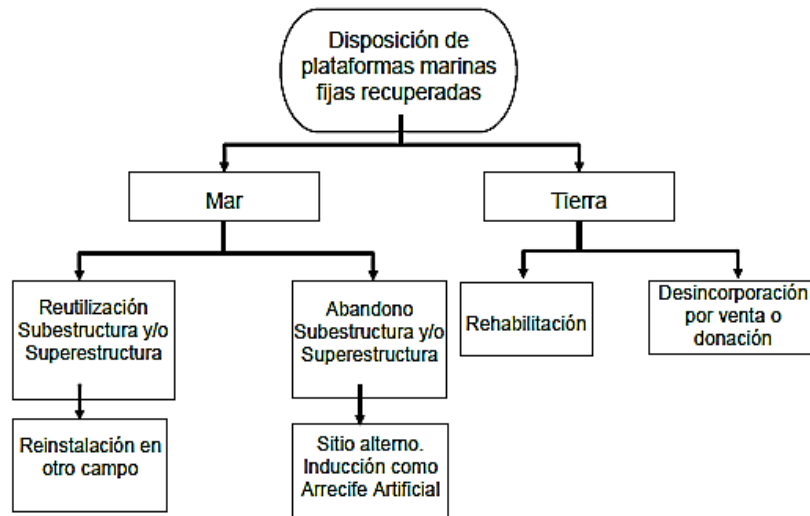 Disposición de
plataformas marinas
fijas recuperadas
Mar
Tierra
Reutilización
Subestructura y/o
Superestructura
Abandono
Subestructura y/o
Superestructura
Rehabilitación
Desincorporación
por venta o
donación
Reinstalación en
otro campo
Sitio alterno.
Inducción como
Arrecife Artificial